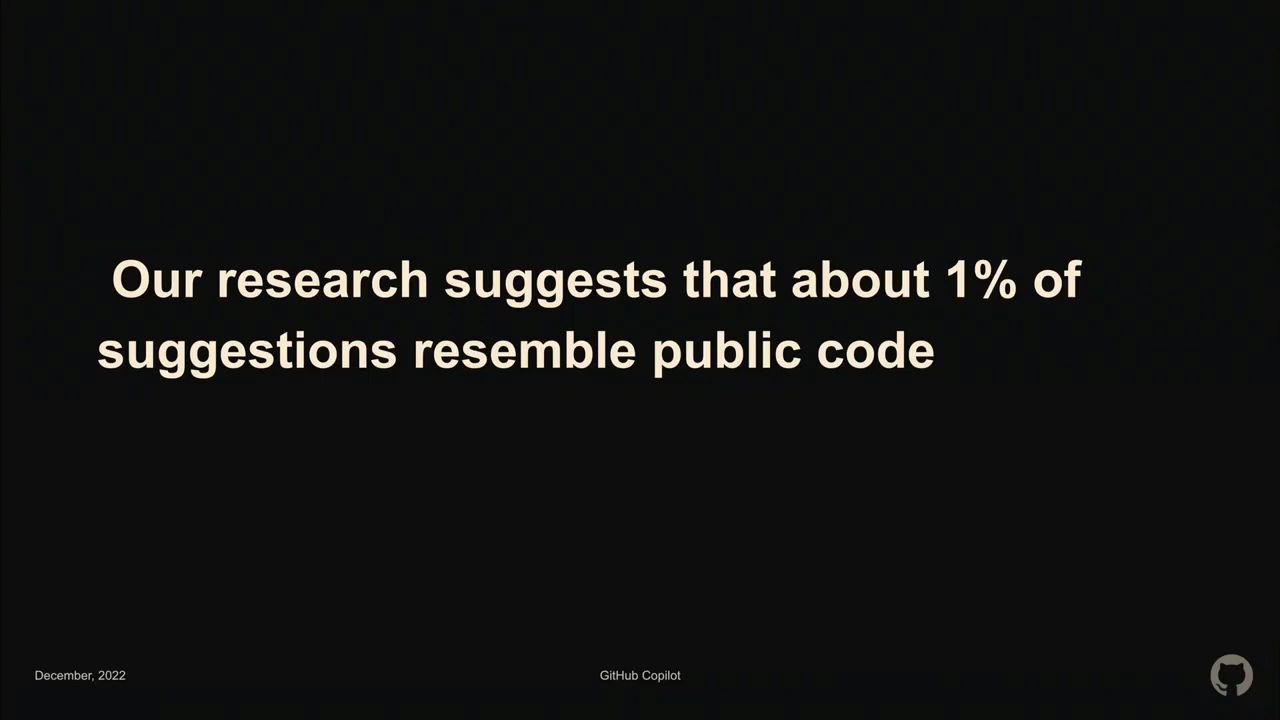 Our research suggests that about 1% of
suggestions resemble public code
December, 2022
GitHub Copilot